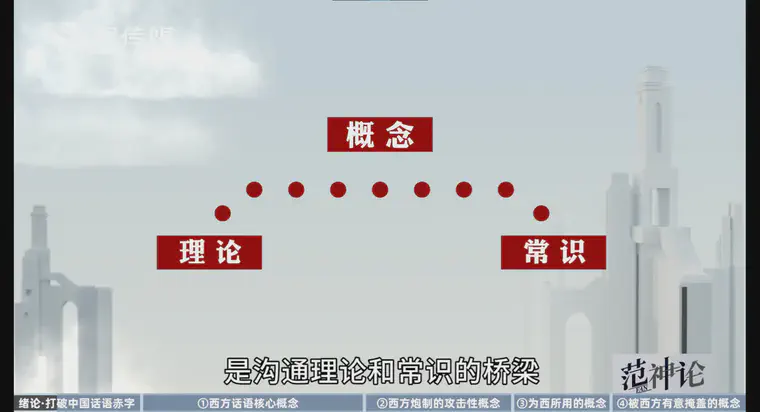 传媒
概念
理论
常识
是沟通理论和常识的桥梁
范神论
FAN
绪论·打破中国话语赤字
①西方话语核心概念
②西方炮制的攻击性概念
③为西所用的概念
④被西方有意掩盖的概念